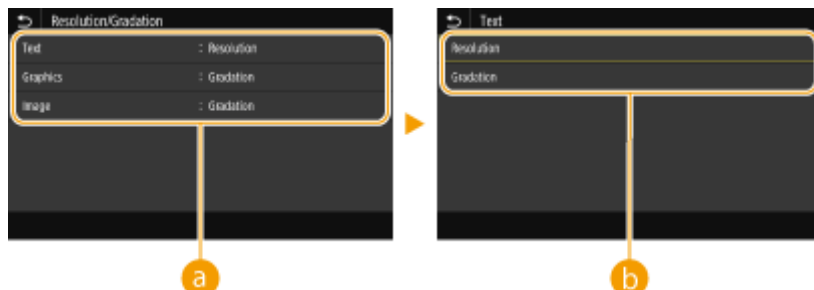 Resolution/Gradation
Text : Resolution
Graphics : Gradation
Image : Gradation
a
Text
Resolution
Gradation
b